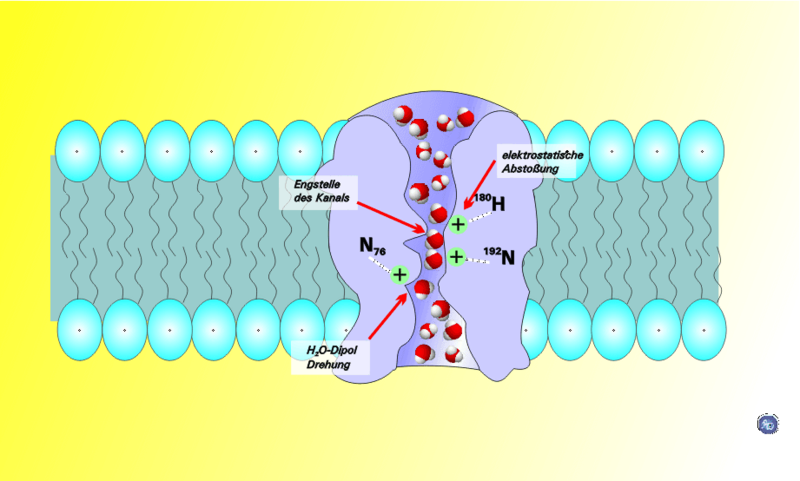 elektrostatische
Abstoßung
Engstelle
des Kanals
180H
+
N76
192N
+
+
H2O-Dipol
Drehung